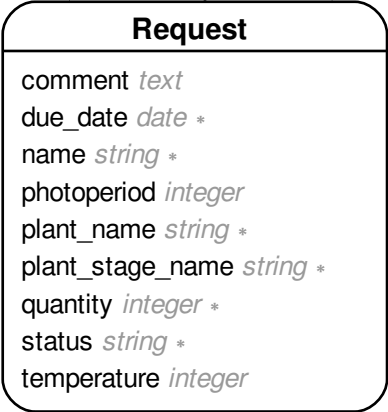 Request
comment text
due_date date *
name string *
photoperiod integer
plant_name string *
plant_stage_name string *
quantity integer *
status string *
temperature integer